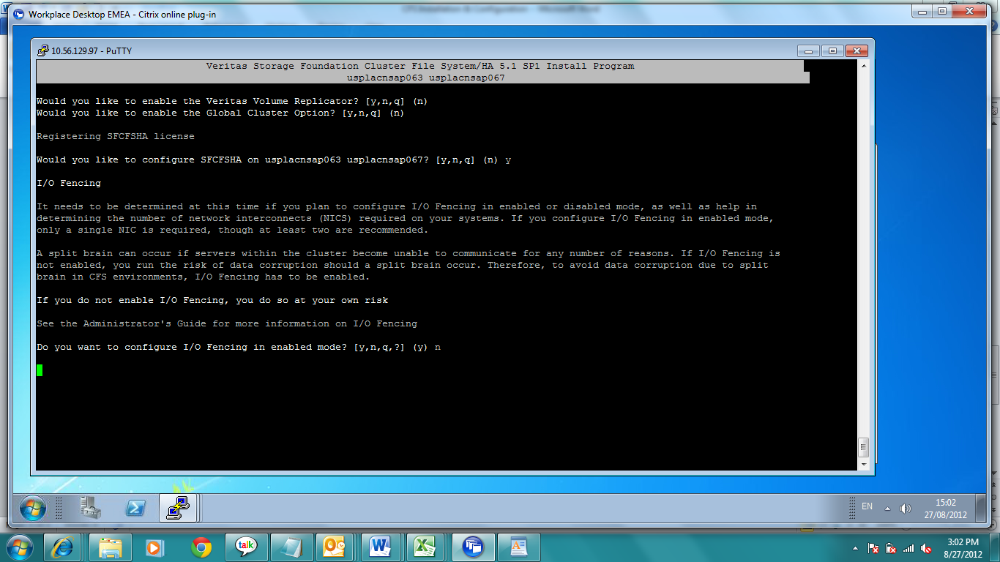 Workplace Desktop EMEA - Citrix online plug-in
10.56.129.97 - PuTTY
Veritas Storage Foundation Cluster File System/HA 5.1 SP1 Install Program
usplacnsap063 usplacnsap067
Would you like to enable the Veritas Volume Replicator? [y,n,q] (n)
Would you like to enable the Global Cluster Option? [y,n,q] (n)
Registering SFCFSHA license
Would you like to configure SFCFSHA on usplacnsap063 usplacnsap067? [y,n,q] (n) y
I/O Fencing
It needs to be determined at this time if you plan to configure I/O Fencing in enabled or disabled mode, as well as help in
determining the number of network interconnects (NICS) required on your systems. If you configure I/O Fencing in enabled mode,
only a single NIC is required, though at least two are recommended.
A split brain can occur if servers within the cluster become unable to communicate for any number of reasons. If I/O Fencing is
not enabled, you run the risk of data corruption should a split brain occur. Therefore, to avoid data corruption due to split
brain in CFS environments, I/O Fencing has to be enabled.
If you do not enable I/O Fencing, you do so at your own risk
See the Administrator's Guide for more information on I/O Fencing
Do you want to configure I/O Fencing in enabled mode? [y,n,q,?] (y) n
EN
15:02
27/08/2012
talk
3:02 PM
8/27/2012